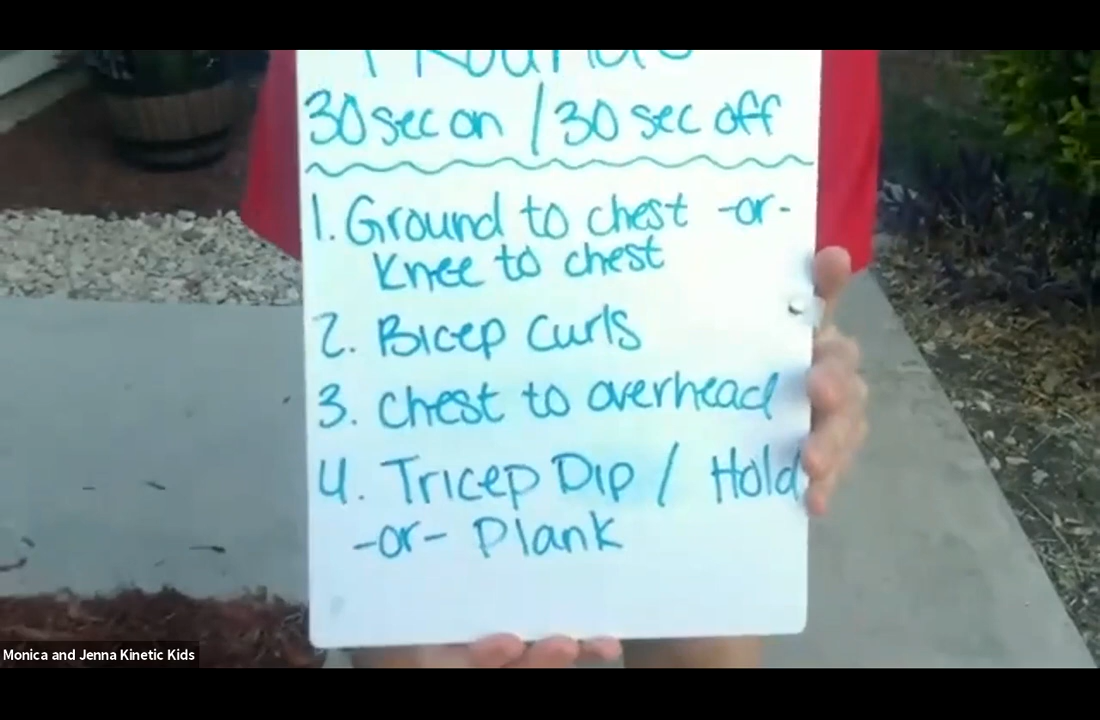 Rounds
30 sec on / 30 sec off
1. Ground to chest -or-
Knee to chest
2. Bicep Curls
3. Chest to overhead
4. Tricep Dip / Hold
-or- Plank
Monica and Jenna Kinetic Kids